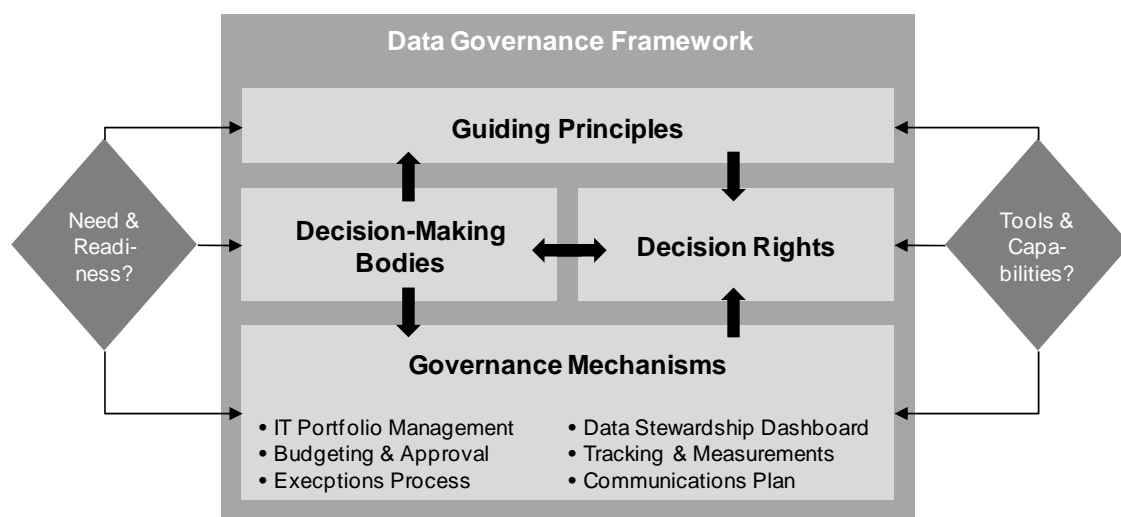 Data Governance Framework
Guiding Principles
Need &
Readi-
ness?
Decision-Making
Bodies
Decision Rights
Tools &
Capa-
bilities?
Governance Mechanisms
• IT Portfolio Management
• Budgeting & Approval
• Execptions Process
• Data Stewardship Dashboard
• Tracking & Measurements
• Communications Plan